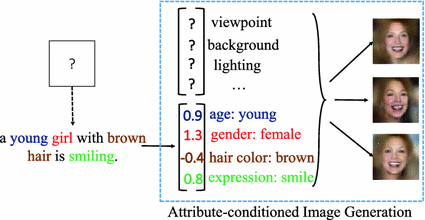 ?
a young girl with brown
hair is smiling.
? viewpoint
? background
? lighting
? ...
0.9 age: young
1.3 gender: female
-0.4 hair color: brown
0.8 expression: smile
Attribute-conditioned Image Generation